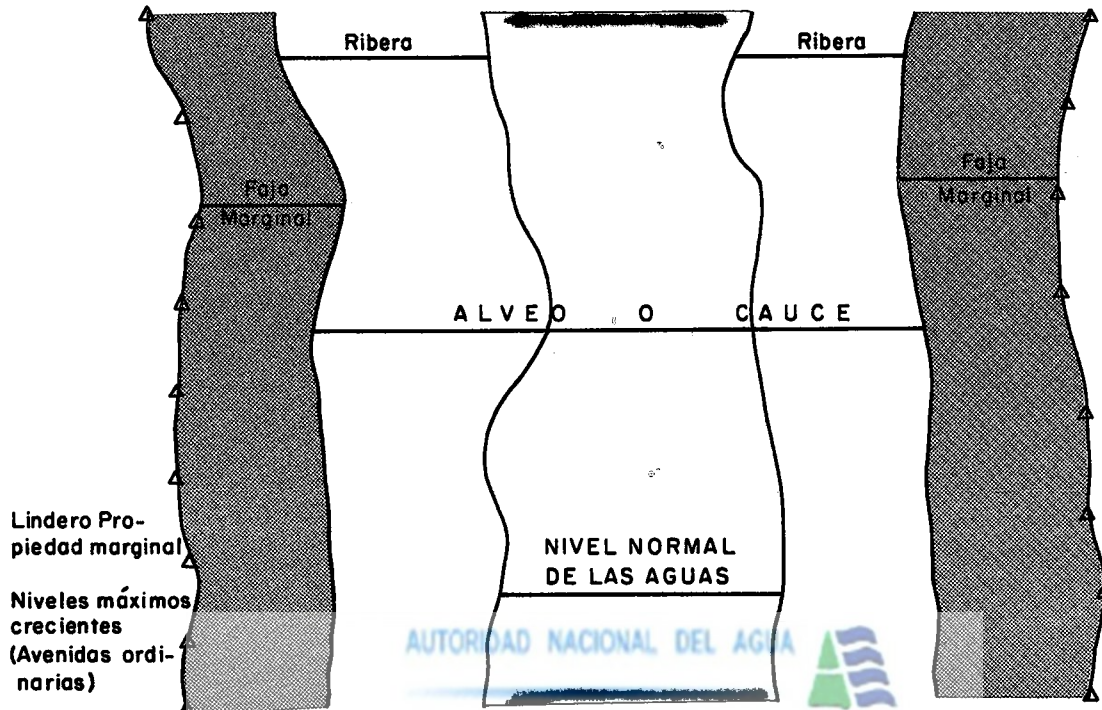 Ribera
Ribera
Faja
Marginal
Faja
Marginal
ALVEO O CAUCE
Lindero Pro-
piedad marginal
Niveles máximos
crecientes
(Avenidas ordi-
narias)
NIVEL NORMAL
DE LAS AGUAS
AUTORIDAD NACIONAL DEL AGUA